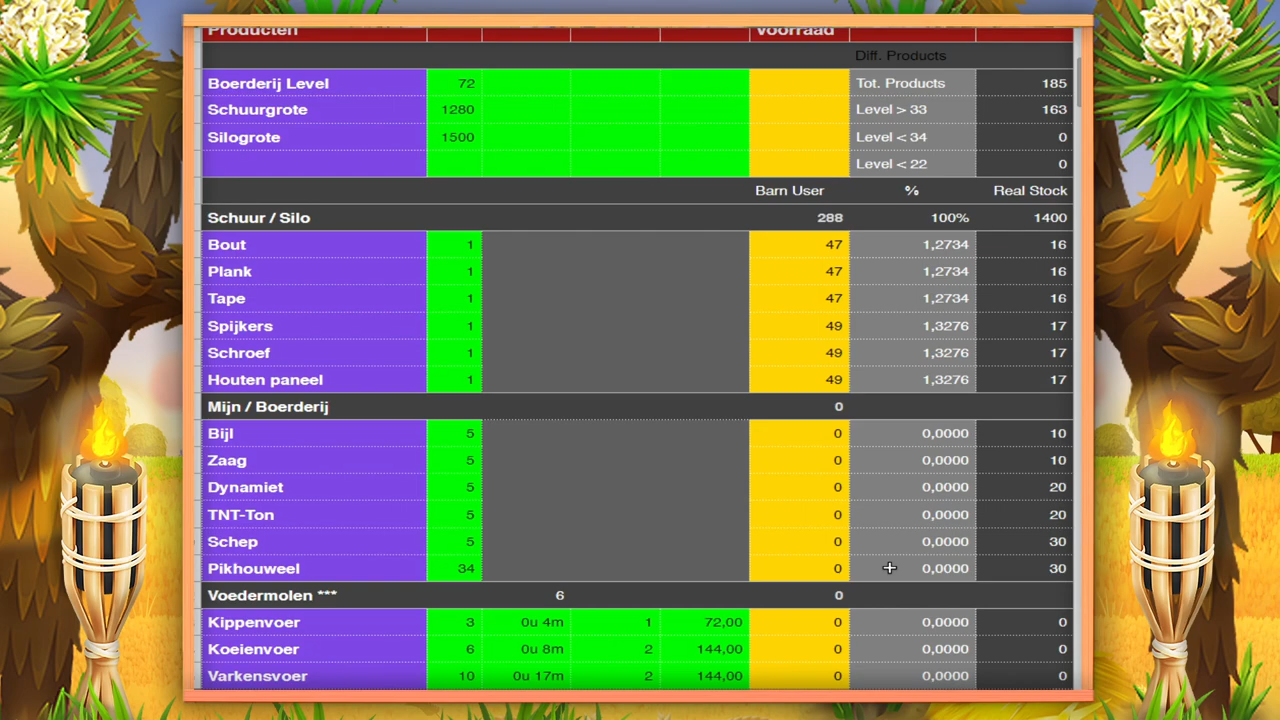 Producten Voorraad
Diff. Products
Boerderij Level 72 Tot. Products 185
Schuurgrote 1280 Level > 33 163
Silogrote 1500 Level < 34 0
Level < 22 0
Barn User % Real Stock
Schuur / Silo 288 100% 1400
Bout 1 47 1,2734 16
Plank 1 47 1,2734 16
Tape 1 47 1,2734 16
Spijkers 1 49 1,3276 17
Schroef 1 49 1,3276 17
Houten paneel 1 49 1,3276 17
Mijn / Boerderij 0
Bijl 5 0 0,0000 10
Zaag 5 0 0,0000 10
Dynamiet 5 0 0,0000 20
TNT-Ton 5 0 0,0000 20
Schep 5 0 0,0000 30
Pikhouweel 34 0 0,0000 30
Voedermolen *** 6 0
Kippenvoer 3 0u 4m 1 72,00 0 0,0000 0
Koeienvoer 6 0u 8m 2 144,00 0 0,0000 0
Varkensvoer 10 0u 17m 2 144,00 0 0,0000 0